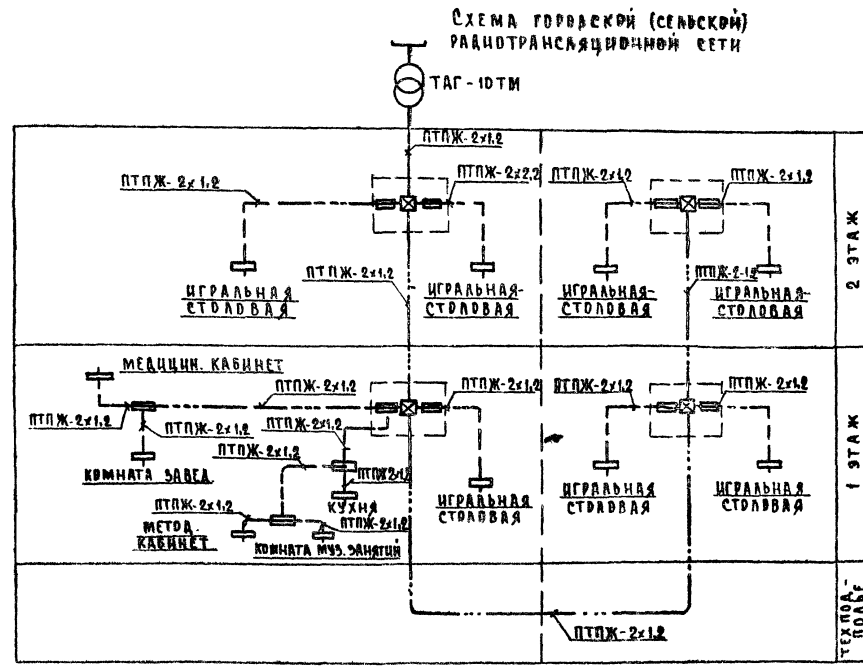 СХЕМА ГОРОДСКОЙ (СЕЛЬСКОЙ)
РАДИОТРАНСЛЯЦИОННОЙ СЕТИ
ТАГ-10ТМ
ПТПЖ-2х1,2
ПТПЖ-2х1,2
ПТПЖ-2х2,2
ПТПЖ-2х1,2
ПТПЖ-2х1,2
ИГРАЛЬНАЯ
СТОЛОВАЯ
ПТПЖ-2х1,2
ИГРАЛЬНАЯ-
СТОЛОВАЯ
ИГРАЛЬНАЯ-
СТОЛОВАЯ
ПТПЖ-2-1,2
ИГРАЛЬНАЯ-
СТОЛОВАЯ
2 ЭТАЖ
МЕДИЦИН. КАБИНЕТ
ПТПЖ-2х1,2
ПТПЖ-2х1,2
ПТПЖ-2х1,2
ПТПЖ-2х1,2
ПТПЖ-2х1,2
ПТПЖ-2х1,2
ПТПЖ-2х1,2
КОМНАТА ЗАВЕД.
ПТПЖ-2х1,2
ПТПЖ2х1,2
КУХНЯ
ПТПЖ-2х1,2
ПТПЖ-2х1,2
МЕТОД.
КАБИНЕТ
КОМНАТА МУЗ. ЗАНЯТИЙ
ИГРАЛЬНАЯ
СТОЛОВАЯ
ИГРАЛЬНАЯ
СТОЛОВАЯ
ИГРАЛЬНАЯ
СТОЛОВАЯ
1 ЭТАЖ
ПТПЖ-2х1,2
ТЕХПОД-
ПОЛЬЕ